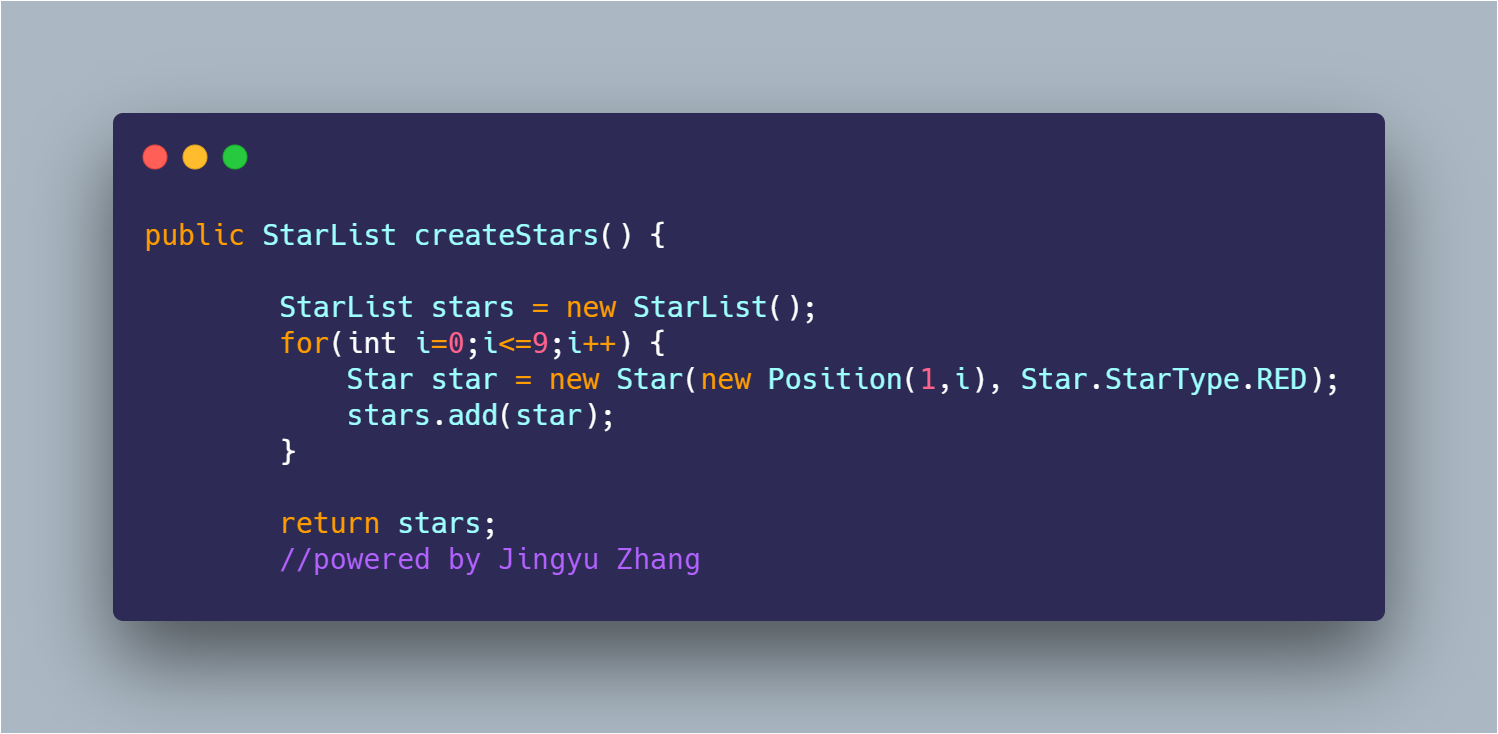 public StarList createStars() {
StarList stars = new StarList();
for(int i=0;i<=9;i++) {
Star star = new Star(new Position(1,i), Star.StarType.RED);
stars.add(star);
}
return stars;
//powered by Jingyu Zhang